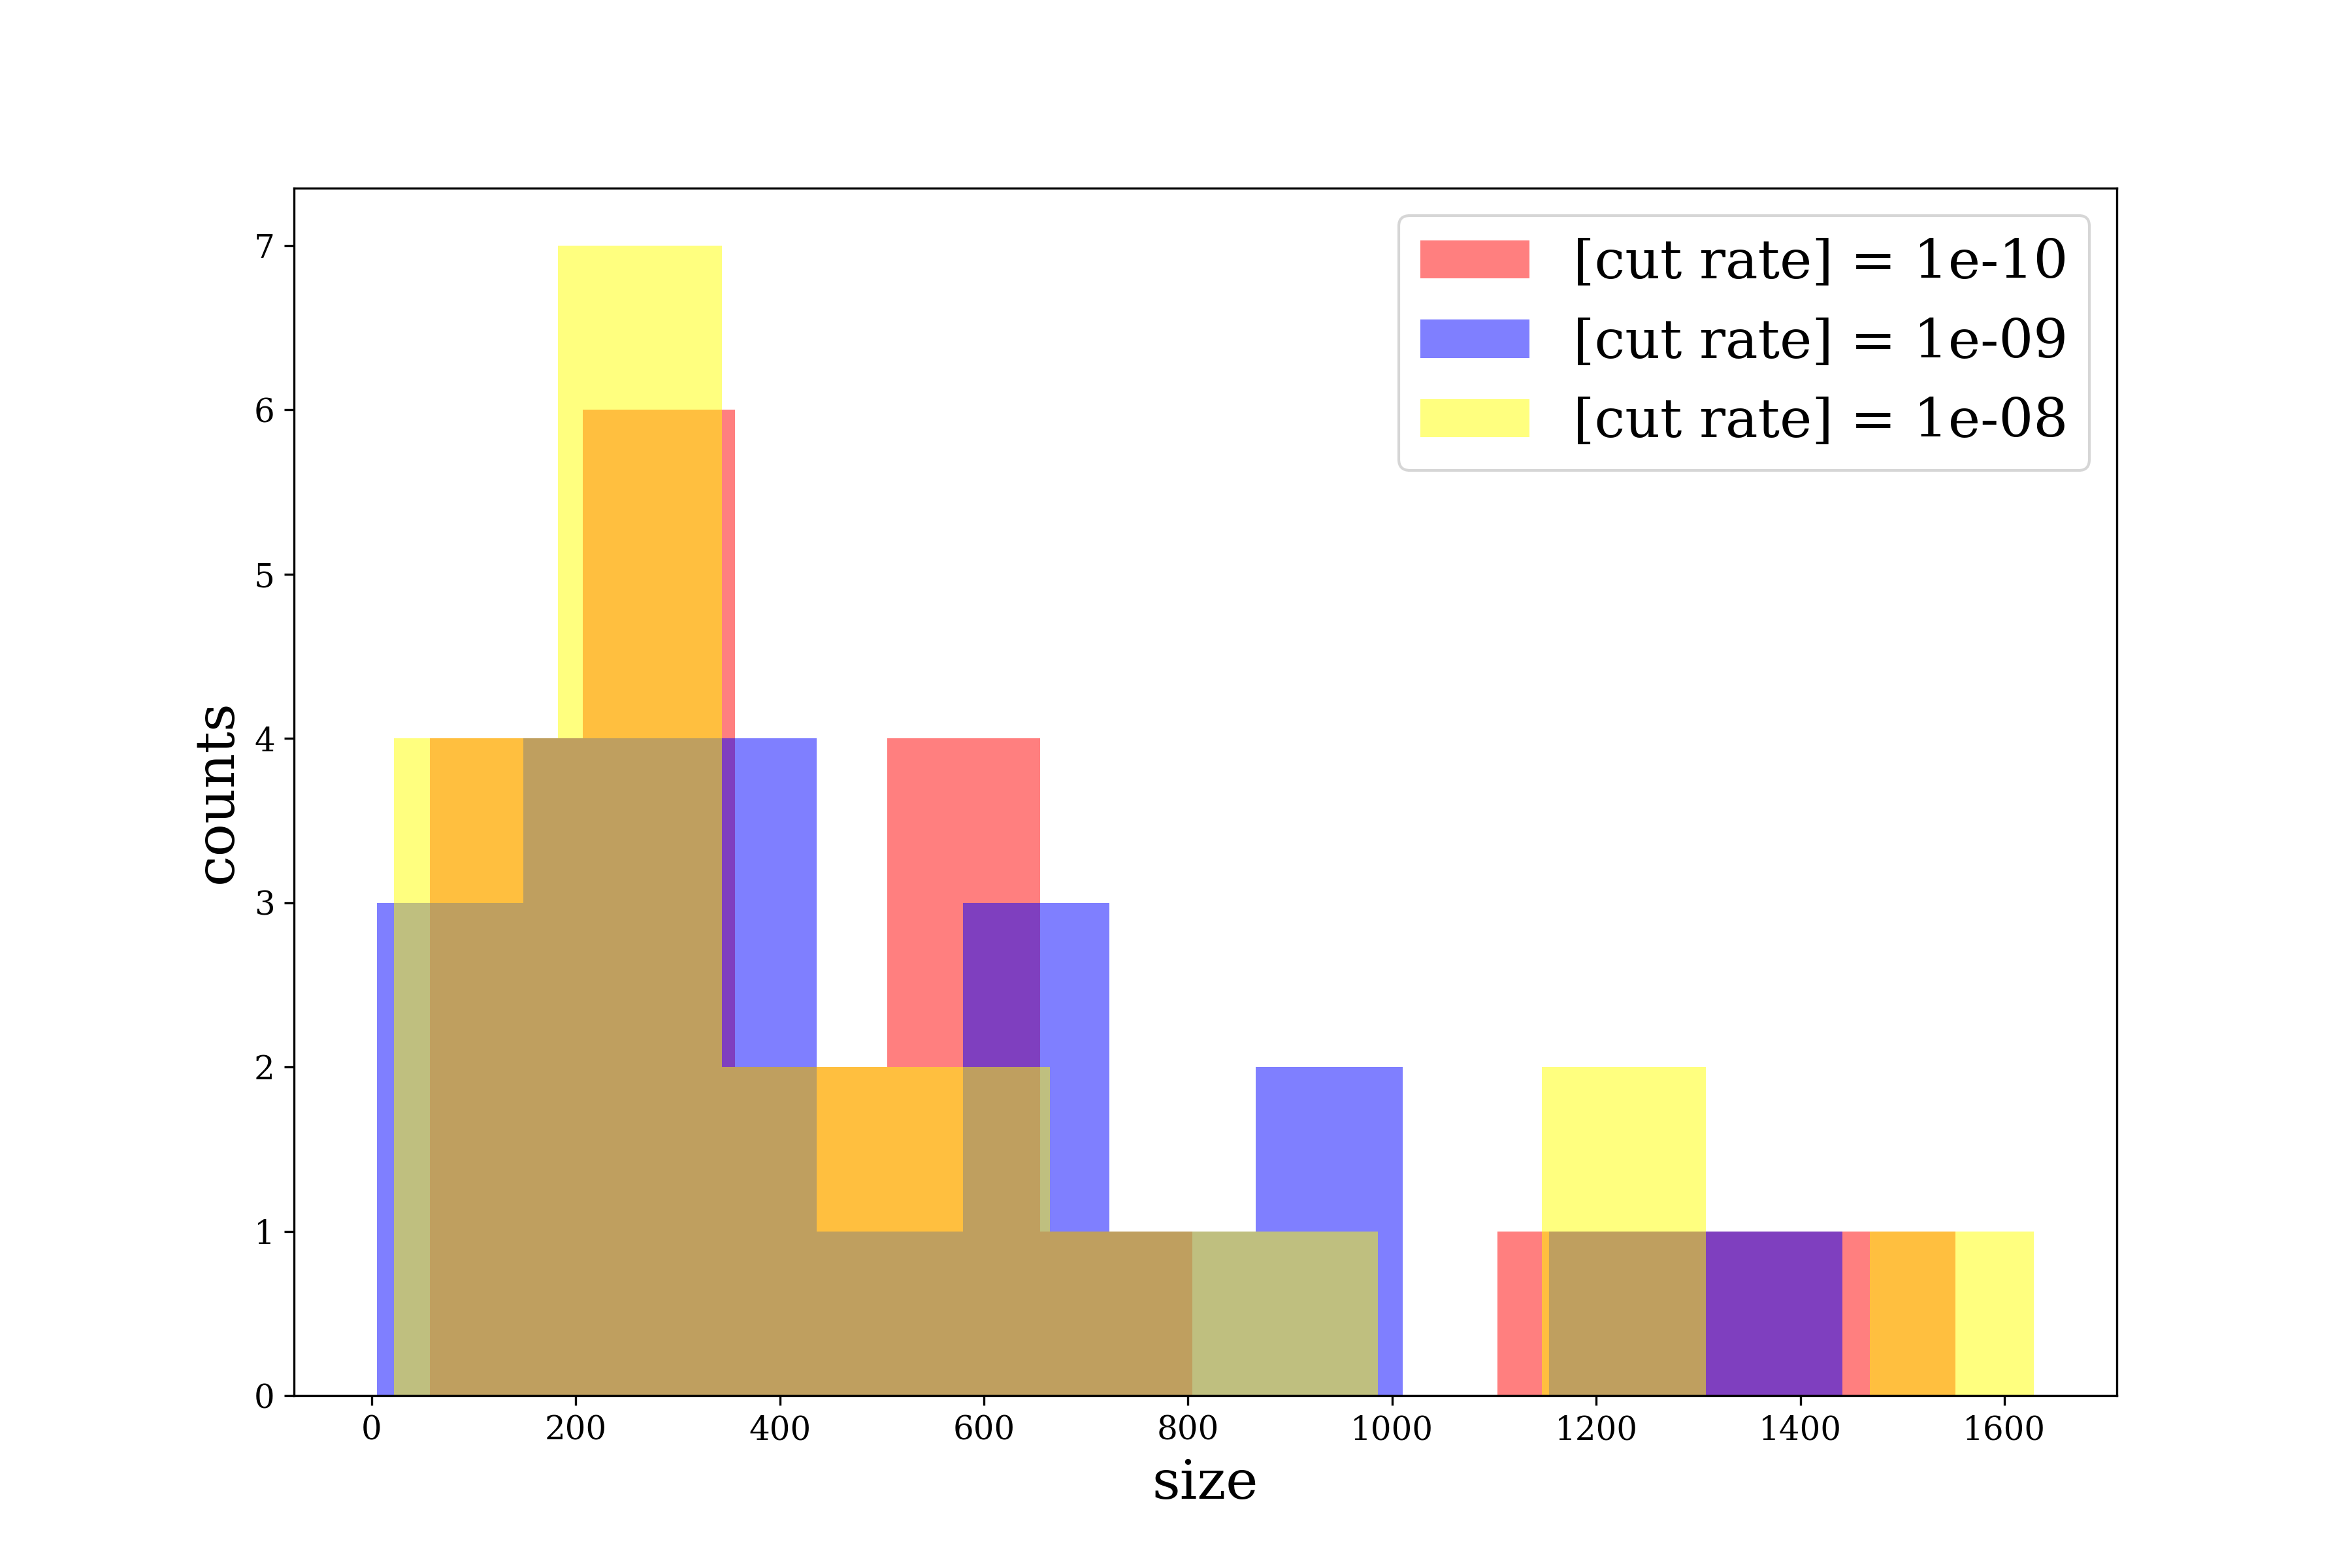 [cut rate] = 1e-10
[cut rate] = 1e-09
[cut rate] = 1e-08
7
6
5
4
3
2
1
0
counts
0 200 400 600 800 1000 1200 1400 1600
size